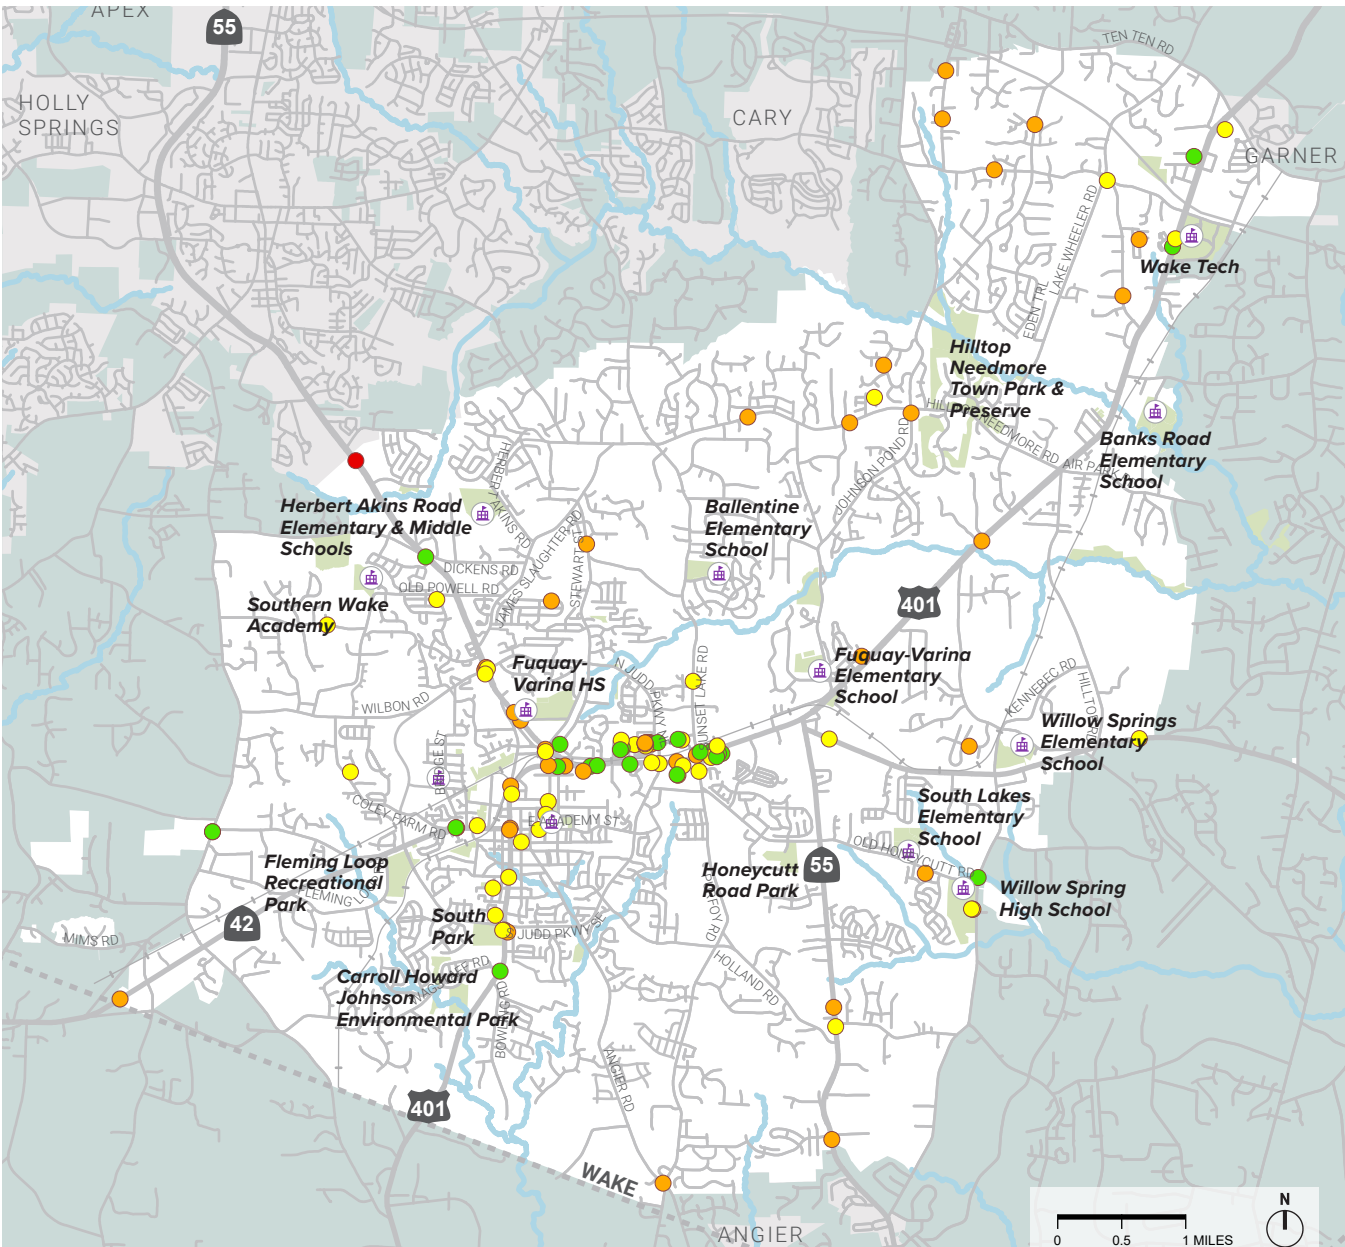 APEX
55
TEN TEN RD
HOLLY
SPRINGS
CARY
GARNER
LAKE WHEELER RD
Wake Tech
EDEN TRL
Hilltop
Needmore
Town Park &
Preserve
HILLTOP NEEDMORE RD
AIR PARK
JOHNSON POND RD
Banks Road
Elementary
School
HERBERT AKINS RD
Herbert Akins Road
Elementary & Middle
Schools
Ballentine
Elementary
School
JAMES SLAUGHTER RD
STEWART ST
DICKENS RD
OLD POWELL RD
401
Southern Wake
Academy
Fuquay-
Varina HS
N JUDD PKWY NE
SUNSET LAKE RD
Fuquay-Varina
Elementary
School
KENNEBEC RD
HILLTOP RD
WILBON RD
Willow Springs
Elementary
School
BRIDGE ST
South Lakes
Elementary
School
COLEY FARM RD
E ACADEMY ST
OLD HONEYCUTT RD
Fleming Loop
Recreational
Park
FLEMING LOOP
Honeycutt
Road Park
55
Willow Spring
High School
42
South
Park
S JUDD PKWY SE
MIMS RD
HOLLAND RD
Carroll Howard
Johnson
Environmental Park
BOWLING RD
ANGIER RD
401
WAKE
ANGIER
N
0 0.5 1 MILES